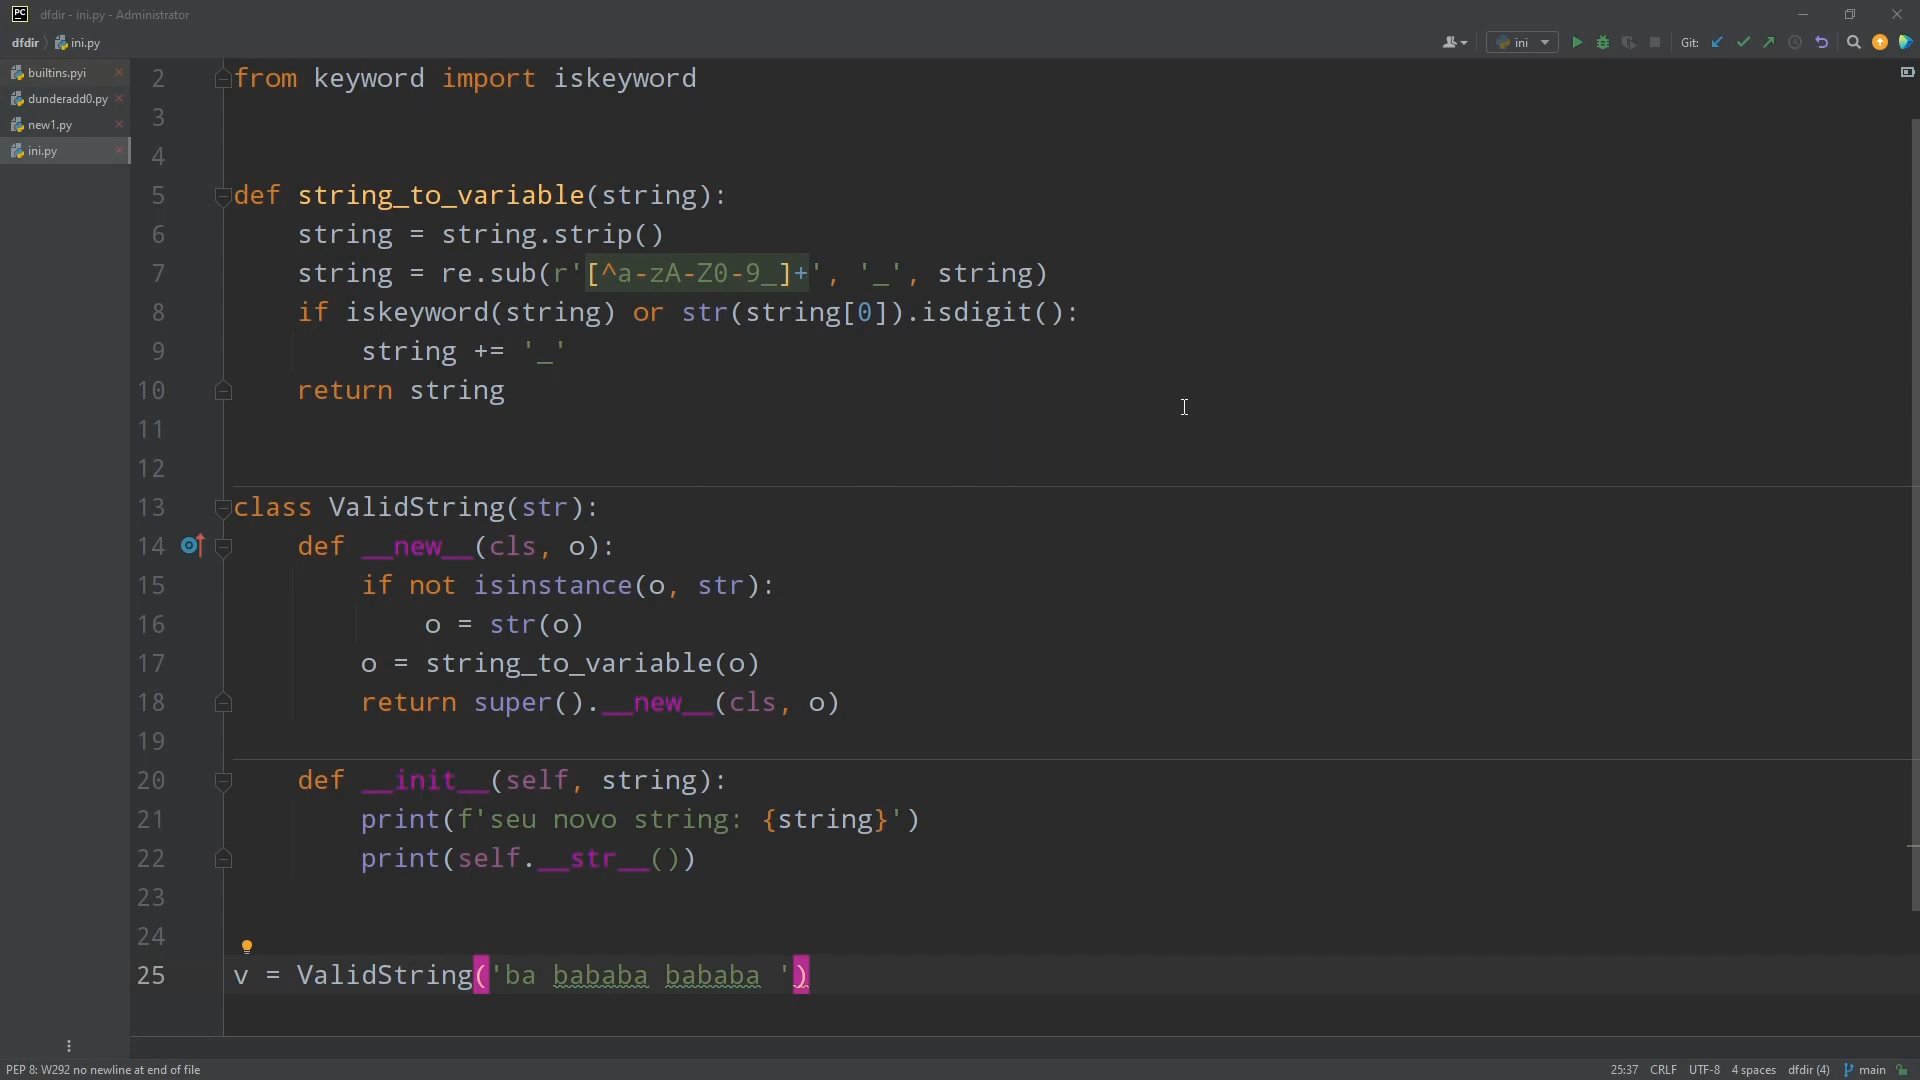 dfdir - ini.py - Administrator
dfdir ini.py
ini
Git:
builtins.pyi
dunderadd0.py
new1.py
ini.py
2 from keyword import iskeyword
3
4
5 def string_to_variable(string):
6 string = string.strip()
7 string = re.sub(r'[^a-zA-Z0-9_]+', '_', string)
8 if iskeyword(string) or str(string[0]).isdigit():
9 string += '_'
10 return string
11
12
13 class ValidString(str):
14 def __new__(cls, o):
15 if not isinstance(o, str):
16 o = str(o)
17 o = string_to_variable(o)
18 return super().__new__(cls, o)
19
20 def __init__(self, string):
21 print(f'seu novo string: {string}')
22 print(self.__str__())
23
24
25 v = ValidString('ba bababa bababa ')
PEP 8: W292 no newline at end of file
25:37 CRLF UTF-8 4 spaces dfdir (4) main